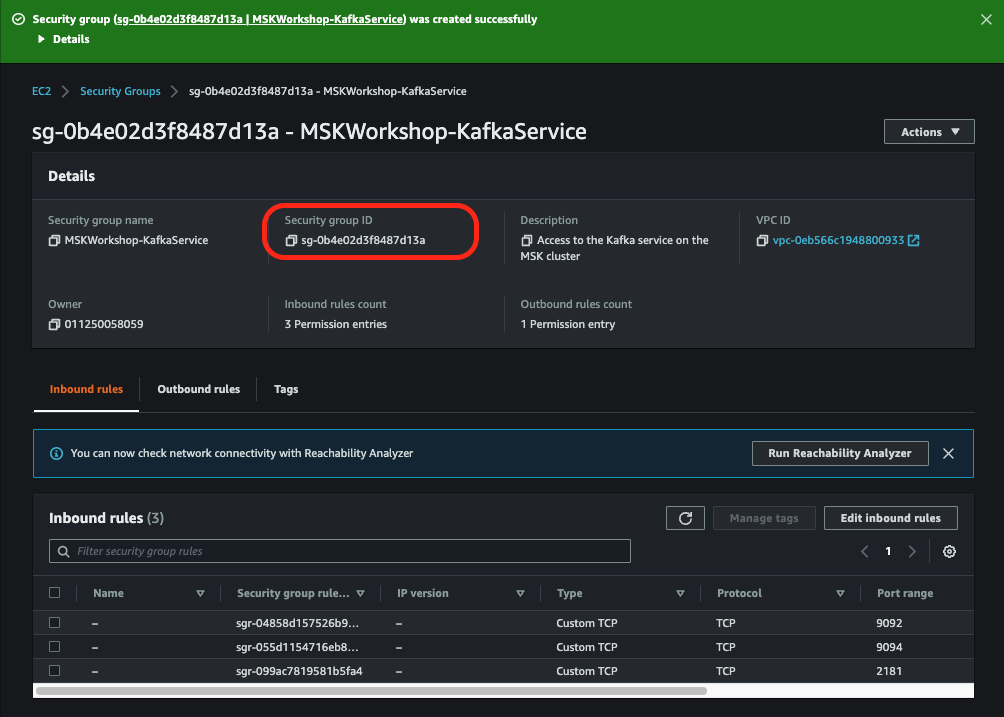 Security group (sg-0b4e02d3f8487d13a | MSKWorkshop-KafkaService) was created successfully
Details
EC2 Security Groups sg-0b4e02d3f8487d13a - MSKWorkshop-KafkaService
sg-0b4e02d3f8487d13a - MSKWorkshop-KafkaService
Actions
Details
Security group name
MSKWorkshop-KafkaService
Security group ID
sg-0b4e02d3f8487d13a
Description
Access to the Kafka service on the
MSK cluster
VPC ID
vpc-0eb566c1948800933
Owner
011250058059
Inbound rules count
3 Permission entries
Outbound rules count
1 Permission entry
Inbound rules Outbound rules Tags
You can now check network connectivity with Reachability Analyzer
Run Reachability Analyzer
Inbound rules (3)
Manage tags
Edit inbound rules
Filter security group rules
1
Name Security group rule... IP version Type Protocol Port range
– sgr-04858d157526b9... – Custom TCP TCP 9092
– sgr-055d1154716eb8... – Custom TCP TCP 9094
– sgr-099ac7819581b5fa4 – Custom TCP TCP 2181